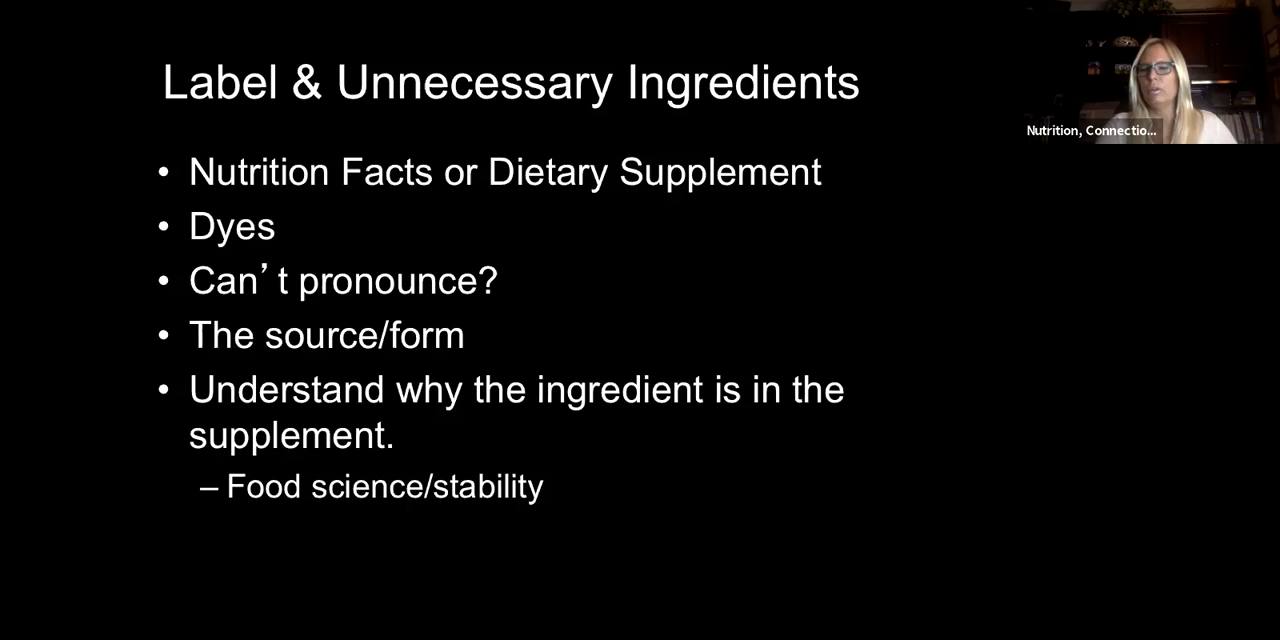 Label & Unnecessary Ingredients
Nutrition, Connectio...
• Nutrition Facts or Dietary Supplement
• Dyes
• Can’t pronounce?
• The source/form
• Understand why the ingredient is in the
supplement.
– Food science/stability